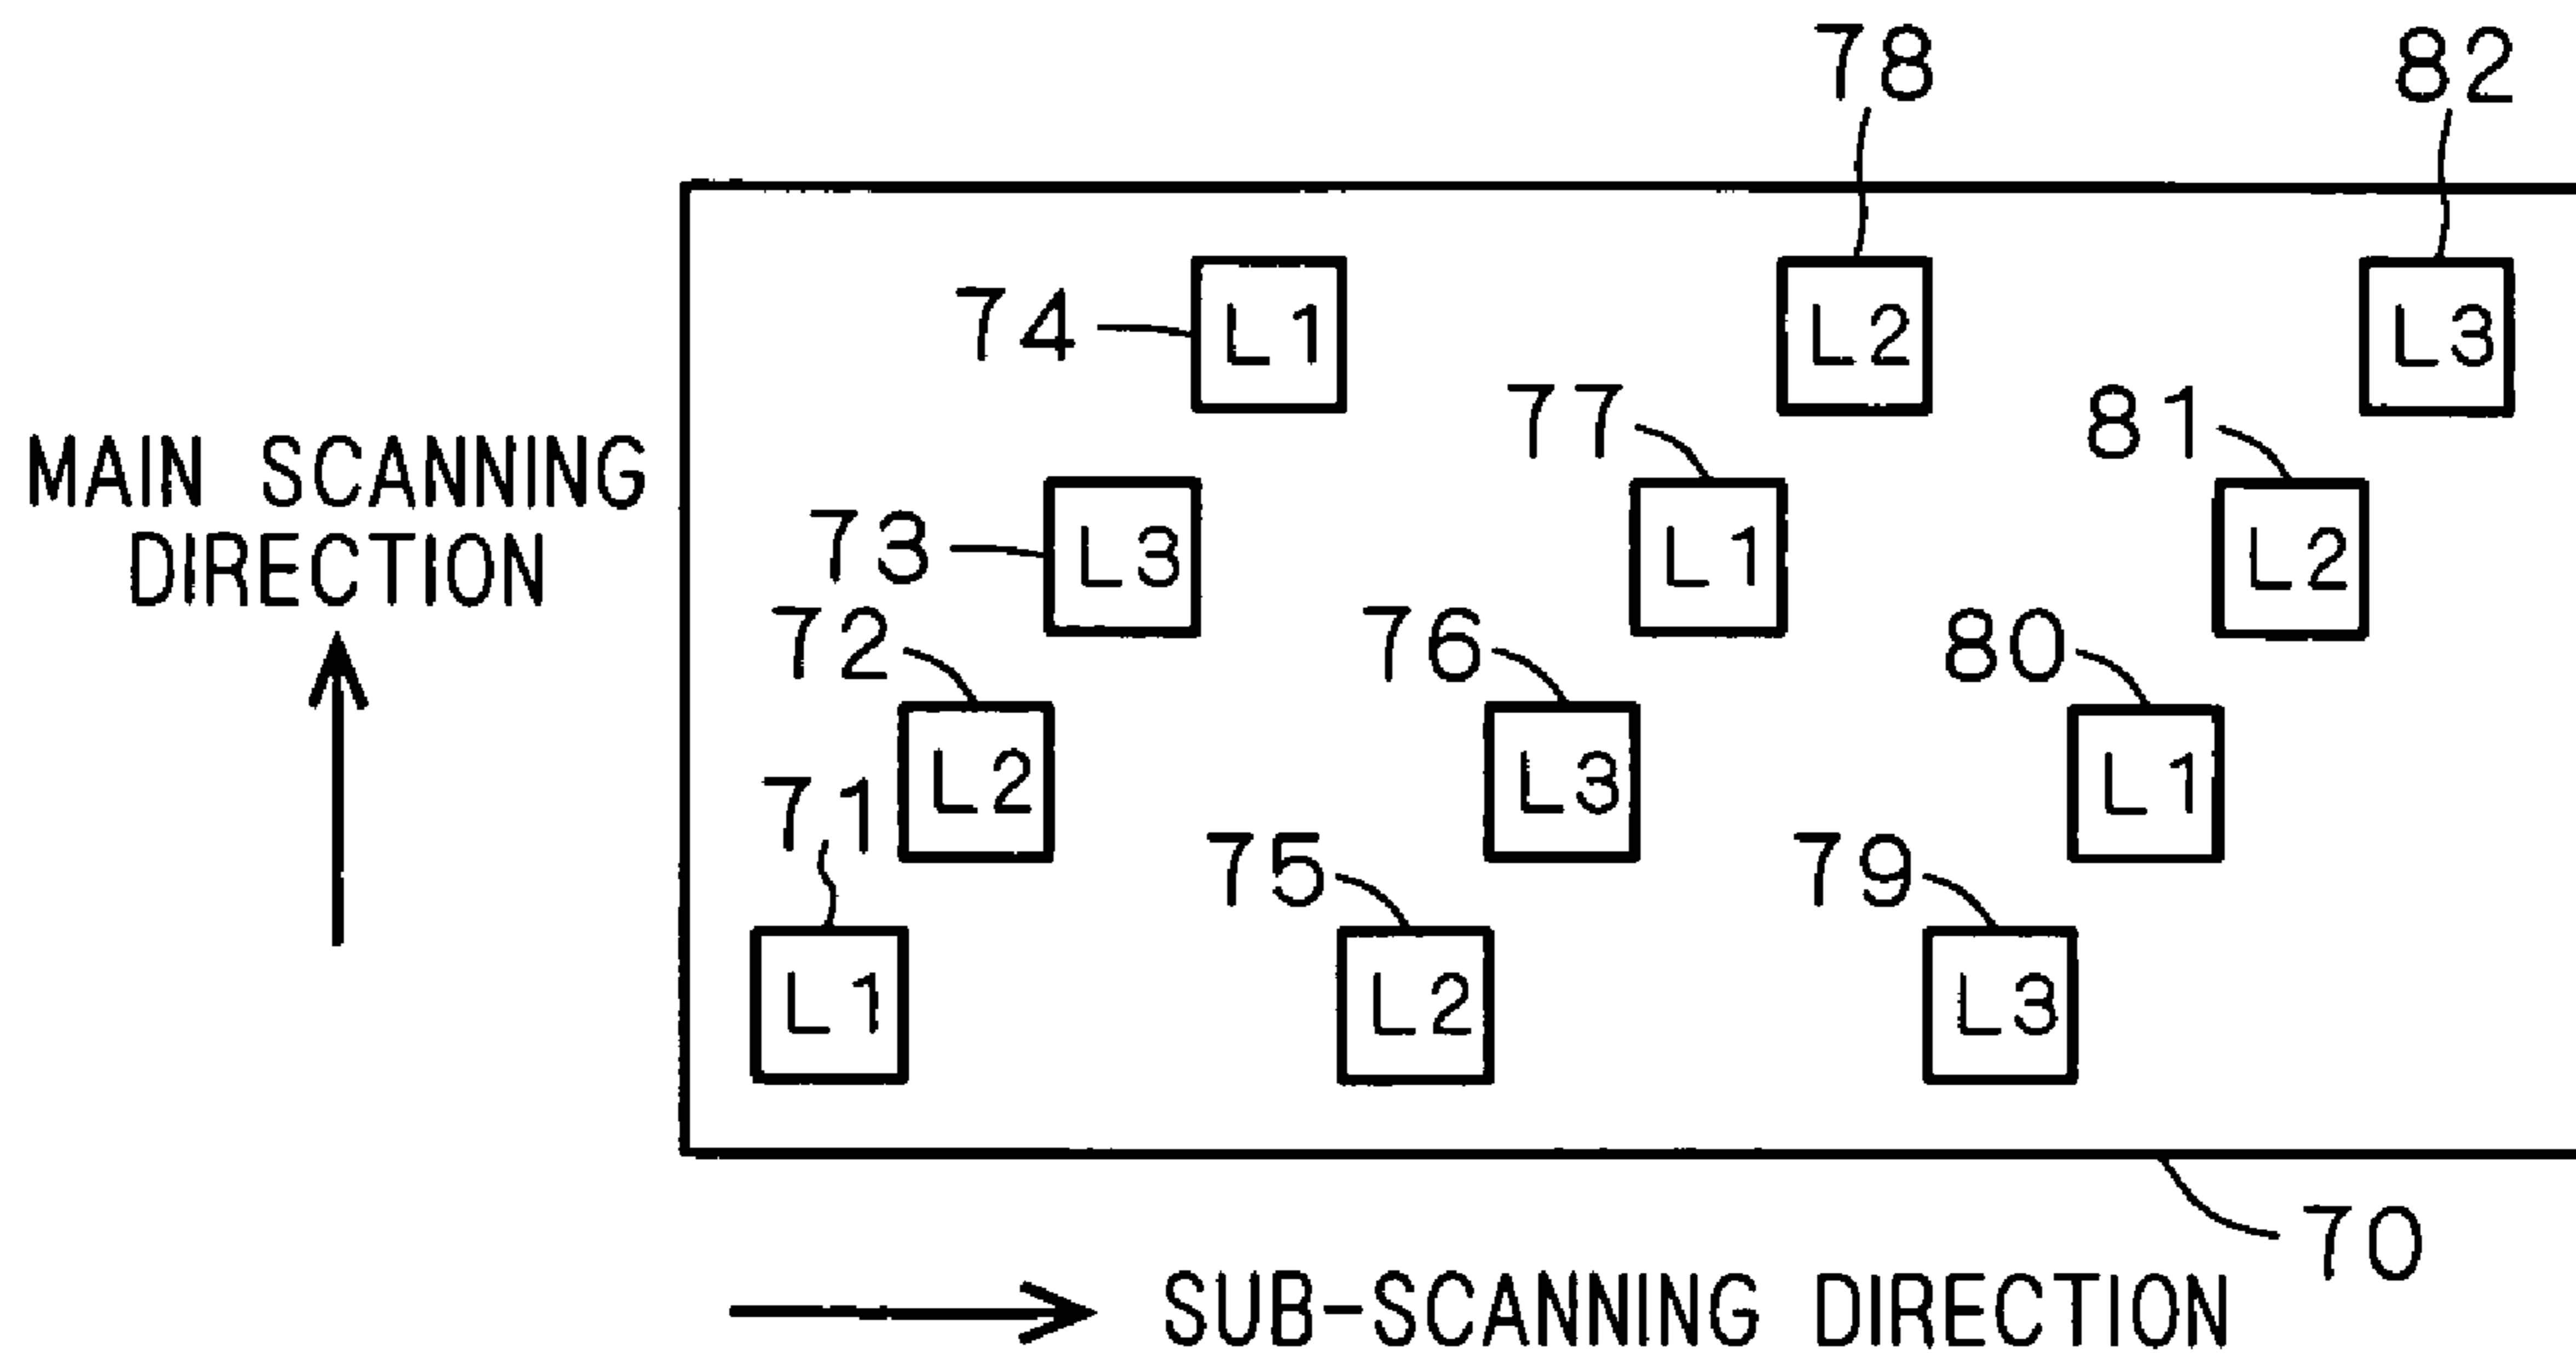 78 82
74 L1 L2 L3
77 81
MAIN SCANNING
DIRECTION
73 L3 L1 L2
72 76 80
L2 L3 L1
71
75 79
L1 L2 L3
70
SUB-SCANNING DIRECTION